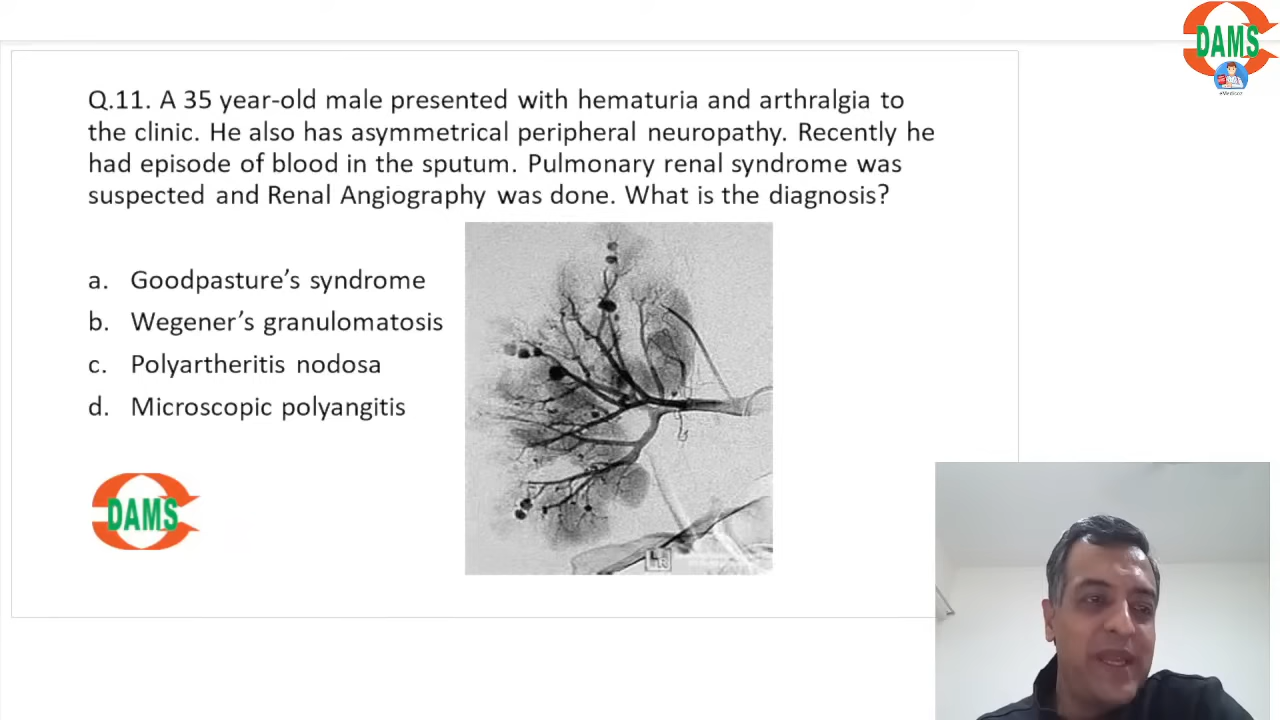 DAMS
Q.11. A 35 year-old male presented with hematuria and arthralgia to
the clinic. He also has asymmetrical peripheral neuropathy. Recently he
had episode of blood in the sputum. Pulmonary renal syndrome was
suspected and Renal Angiography was done. What is the diagnosis?
a. Goodpasture’s syndrome
b. Wegener’s granulomatosis
c. Polyartheritis nodosa
d. Microscopic polyangitis
DAMS